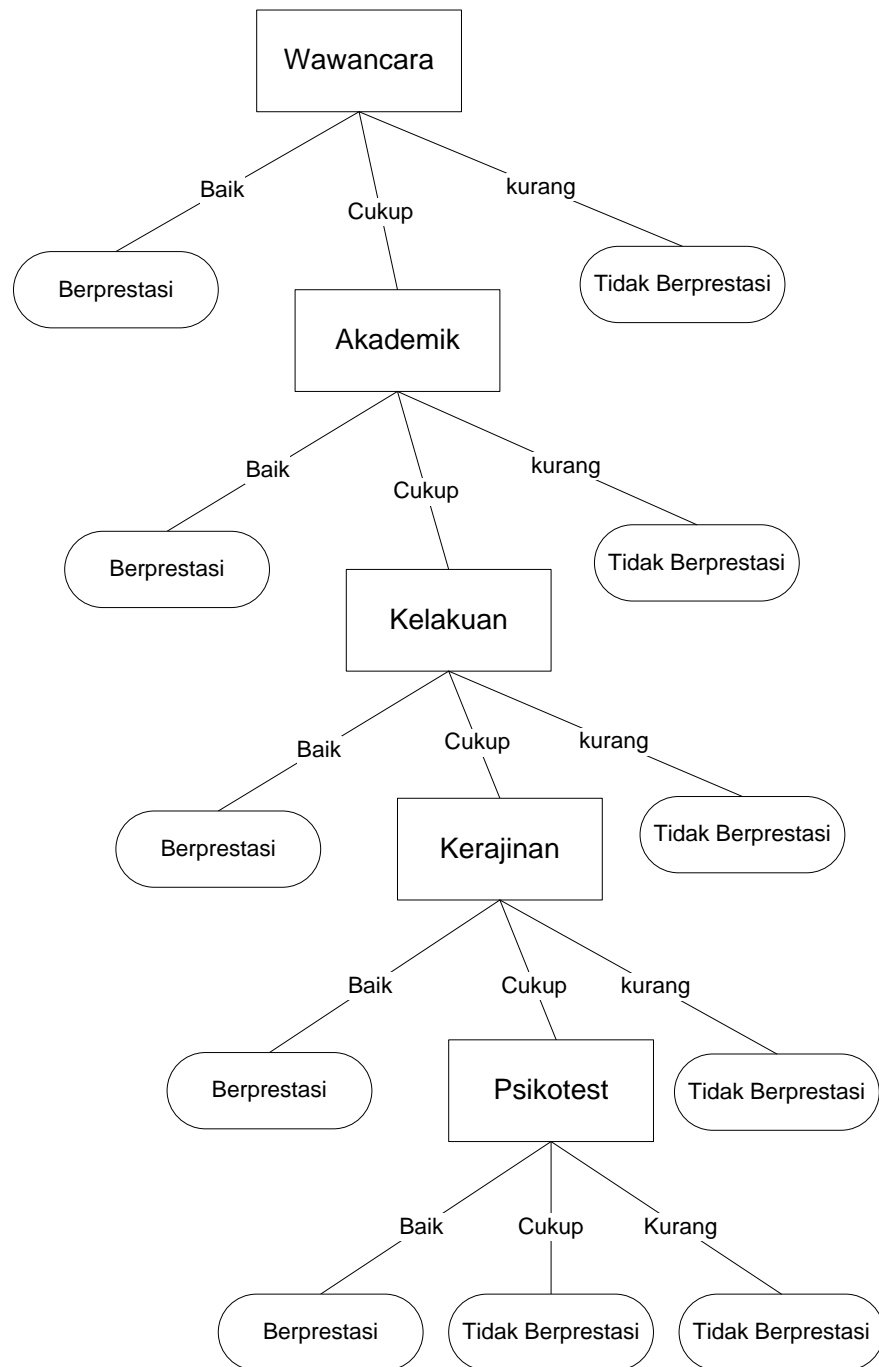 Wawancara
Baik
Cukup
kurang
Berprestasi
Tidak Berprestasi
Akademik
Baik
Cukup
kurang
Berprestasi
Tidak Berprestasi
Kelakuan
Baik
Cukup
kurang
Berprestasi
Kerajinan
Tidak Berprestasi
Baik
Cukup
kurang
Berprestasi
Psikotest
Tidak Berprestasi
Baik
Cukup
Kurang
Berprestasi
Tidak Berprestasi
Tidak Berprestasi